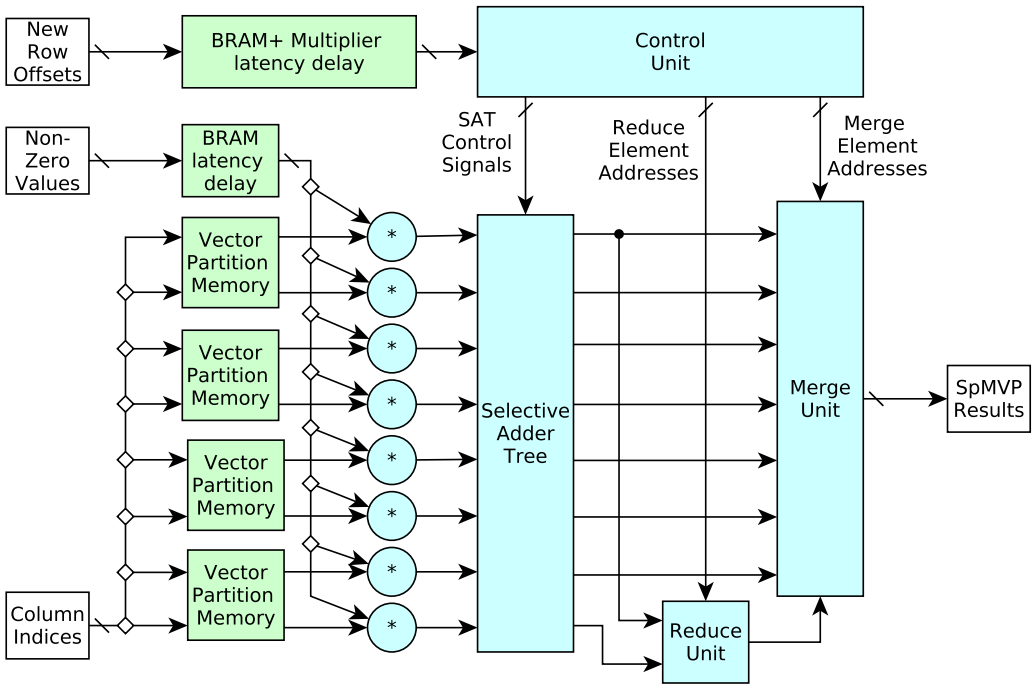 New
Row
Offsets
BRAM+ Multiplier
latency delay
Control
Unit
SAT
Control
Signals
Reduce
Element
Addresses
Merge
Element
Addresses
Non-
Zero
Values
BRAM
latency
delay
Vector
Partition
Memory
*
*
Vector
Partition
Memory
*
*
Vector
Partition
Memory
*
*
Vector
Partition
Memory
*
*
Selective
Adder
Tree
Merge
Unit
SpMVP
Results
Column
Indices
Reduce
Unit